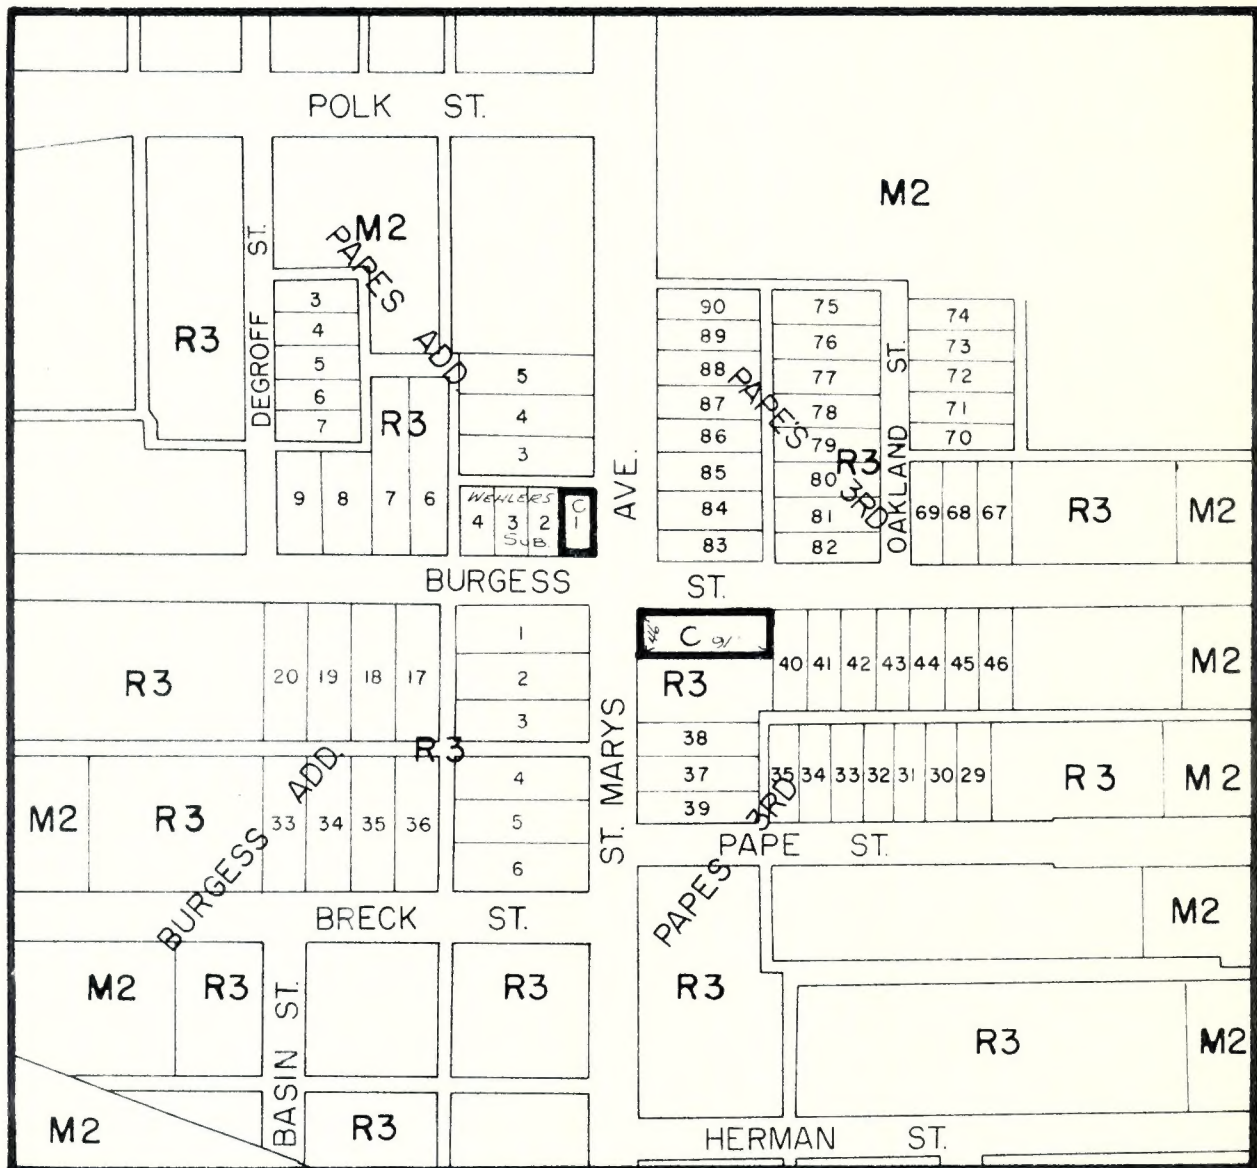 POLK ST.
M2
M2
PAPES ADD.
R3
DEGROFF ST.
3
4
5
6
7
R3
5
4
3
9 8 7 6
WEHLERS
4 3 2
SUB.
C
1
AVE.
90
89
88
87
86
85
84
83
PAPE'S 3RD
75
76
77
78
79
80
81
82
R3
OAKLAND ST.
74
73
72
71
70
69 68 67 R3 M2
BURGESS ST.
R3
20 19 18 17
1
2
3
46' C 91'
R3
40 41 42 43 44 45 46
M2
ST. MARYS
R3
38
37
39
35 34 33 32 31 30 29 R3 M2
M2 R3
33 34 35 36
BURGESS ADD.
4
5
6
PAPE ST.
PAPES 3RD
BRECK ST.
M2
M2 R3
BASIN ST.
R3
R3
R3
M2
M2
R3
HERMAN ST.